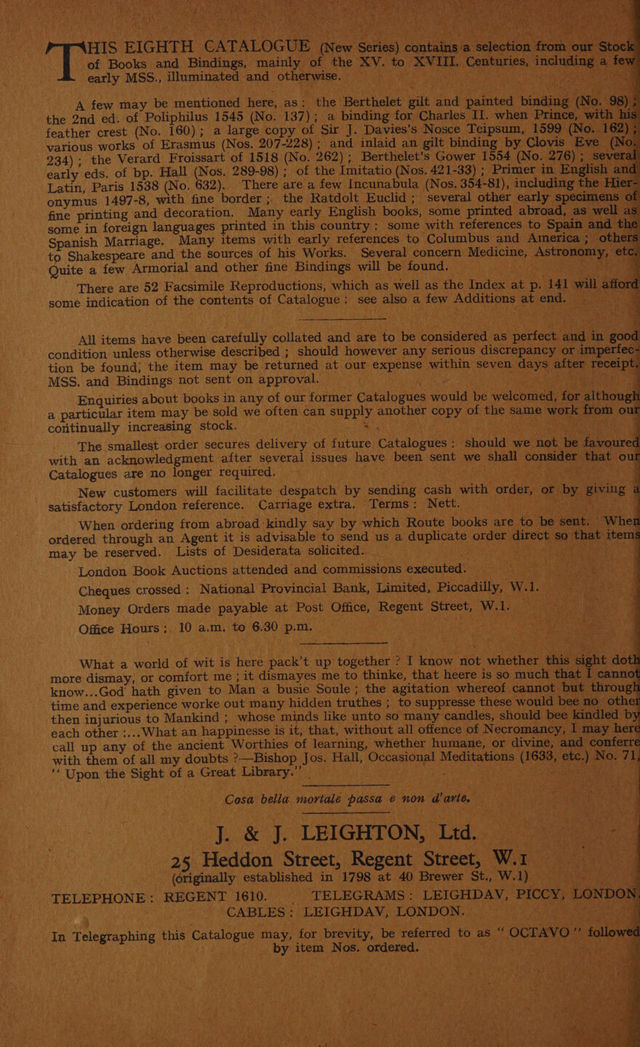 THIS EIGHTH CATALOGUE (New Series) contains a selection from our Stock
of Books and Bindings, mainly of the XV. to XVIII. Centuries, including a few
early MSS., illuminated and otherwise.
A few may be mentioned here, as : the Berthelet gilt and painted binding (No. 98) ;
the 2nd ed. of Poliphilus 1545 (No. 137) ; a binding for Charles II. when Prince, with his
feather crest (No. 160) ; a large copy of Sir J. Davies's Nosce Teipsum, 1599 (No. 162) ;
various works of Erasmus (Nos. 207-228) ; and inlaid an gilt binding by Clovis Eve (No.
234) ; the Verard Froissart of 1518 (No. 262) ; Berthelet's Gower 1554 (No. 276) ; several
early eds. of bp. Hall (Nos. 289-98) ; of the Imitatio (Nos. 421-33) ; Primer in English and
Latin, Paris 1538 (No. 632). There are a few Incunabula (Nos. 354-81), including the Hier-
onymus 1497-8, with fine border ; the Ratdolt Euclid ; several other early specimens of
fine printing and decoration. Many early English books, some printed abroad, as well as
some in foreign languages printed in this country : some with references to Spain and the
Spanish Marriage. Many items with early references to Columbus and America ; others
to Shakespeare and the sources of his Works. Several concern Medicine, Astronomy, etc.
Quite a few Armorial and other fine Bindings will be found.
There are 52 Facsimile Reproductions, which as well as the Index at p. 141 will afford
some indication of the contents of Catalogue : see also a few Additions at end.
All items have been carefully collated and are to be considered as perfect and in good
condition unless otherwise described ; should however any serious discrepancy or imperfec-
tion be found, the item may be returned at our expense within seven days after receipt.
MSS. and Bindings not sent on approval.
Enquiries about books in any of our former Catalogues would be welcomed, for although
a particular item may be sold we often can supply another copy of the same work from our
continually increasing stock.
The smallest order secures delivery of future Catalogues : should we not be favoured
with an acknowledgment after several issues have been sent we shall consider that our
Catalogues are no longer required.
New customers will facilitate despatch by sending cash with order, or by giving a
satisfactory London reference. Carriage extra. Terms : Nett.
When ordering from abroad kindly say by which Route books are to be sent. When
ordered through an Agent it is advisable to send us a duplicate order direct so that items
may be reserved. Lists of Desiderata solicited.
London Book Auctions attended and commissions executed.
Cheques crossed : National Provincial Bank, Limited, Piccadilly, W.1.
Money Orders made payable at Post Office, Regent Street, W.1.
Office Hours : 10 a.m. to 6.30 p.m.
What a world of wit is here pack't up together ? I know not whether this sight doth
more dismay, or comfort me ; it dismayes me to thinke, that heere is so much that I cannot
know...God hath given to Man a busie Soule ; the agitation whereof cannot but through
time and experience worke out many hidden truthes ; to suppresse these would bee no other
then injurious to Mankind ; whose minds like unto so many candles, should bee kindled by
each other :...What an happinesse is it, that, without all offence of Necromancy, I may here
call up any of the ancient Worthies of learning, whether humane, or divine, and conferre
with them of all my doubts ?—Bishop Jos. Hall, Occasional Meditations (1633, etc.) No. 71,
“ Upon the Sight of a Great Library.”
Cosa bella mortale passa e non d'arte.
J. & J. LEIGHTON, Ltd.
25 Heddon Street, Regent Street, W.1
(originally established in 1798 at 40 Brewer St., W.1)
TELEPHONE : REGENT 1610. TELEGRAMS : LEIGHDAV, PICCY, LONDON.
CABLES : LEIGHDAV, LONDON.
In Telegraphing this Catalogue may, for brevity, be referred to as “ OCTAVO ” followed
by item Nos. ordered.